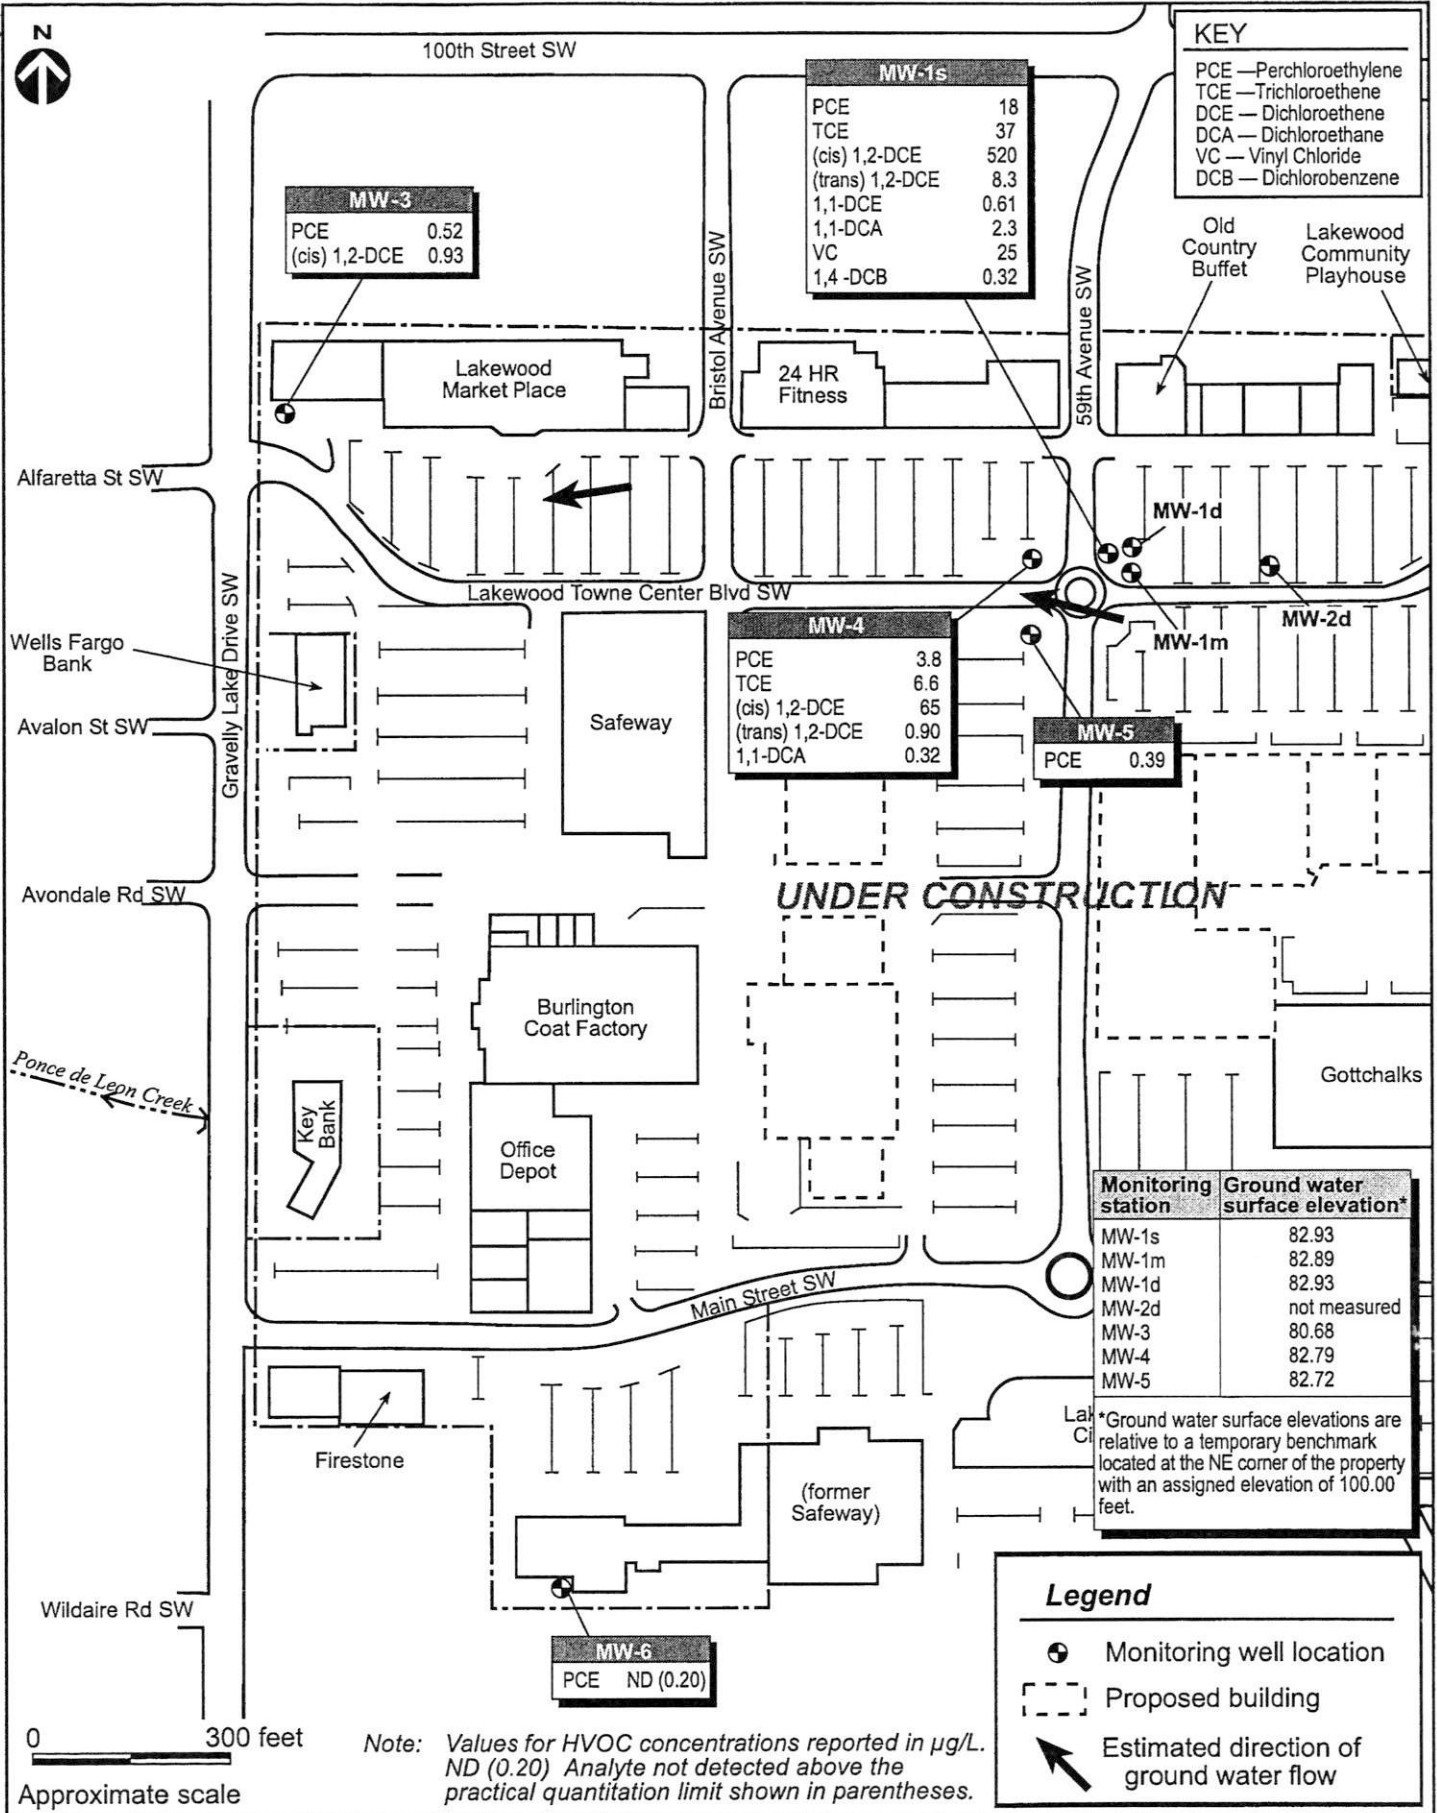 N
100th Street SW
KEY
PCE —Perchloroethylene
TCE —Trichloroethene
DCE — Dichloroethene
DCA — Dichloroethane
VC — Vinyl Chloride
DCB — Dichlorobenzene
MW-1s
PCE 18
TCE 37
(cis) 1,2-DCE 520
(trans) 1,2-DCE 8.3
1,1-DCE 0.61
1,1-DCA 2.3
VC 25
1,4 -DCB 0.32
MW-3
PCE 0.52
(cis) 1,2-DCE 0.93
Bristol Avenue SW
59th Avenue SW
Old
Country
Buffet
Lakewood
Community
Playhouse
Lakewood
Market Place
24 HR
Fitness
Alfaretta St SW
MW-1d
Lakewood Towne Center Blvd SW
MW-2d
MW-1m
Gravelly Lake Drive SW
Wells Fargo
Bank
MW-4
PCE 3.8
TCE 6.6
(cis) 1,2-DCE 65
(trans) 1,2-DCE 0.90
1,1-DCA 0.32
Safeway
MW-5
PCE 0.39
Avalon St SW
Avondale Rd SW
UNDER CONSTRUCTION
Burlington
Coat Factory
Ponce de Leon Creek
Gottchalks
Key
Bank
Office
Depot
Monitoring station Ground water surface elevation*
MW-1s 82.93
MW-1m 82.89
MW-1d 82.93
MW-2d not measured
MW-3 80.68
MW-4 82.79
MW-5 82.72
*Ground water surface elevations are
relative to a temporary benchmark
located at the NE corner of the property
with an assigned elevation of 100.00
feet.
Main Street SW
Lak
Ci
Firestone
(former
Safeway)
Wildaire Rd SW
MW-6
PCE ND (0.20)
Legend
Monitoring well location
Proposed building
Estimated direction of
ground water flow
0 300 feet
Approximate scale
Note: Values for HVOC concentrations reported in µg/L.
ND (0.20) Analyte not detected above the
practical quantitation limit shown in parentheses.